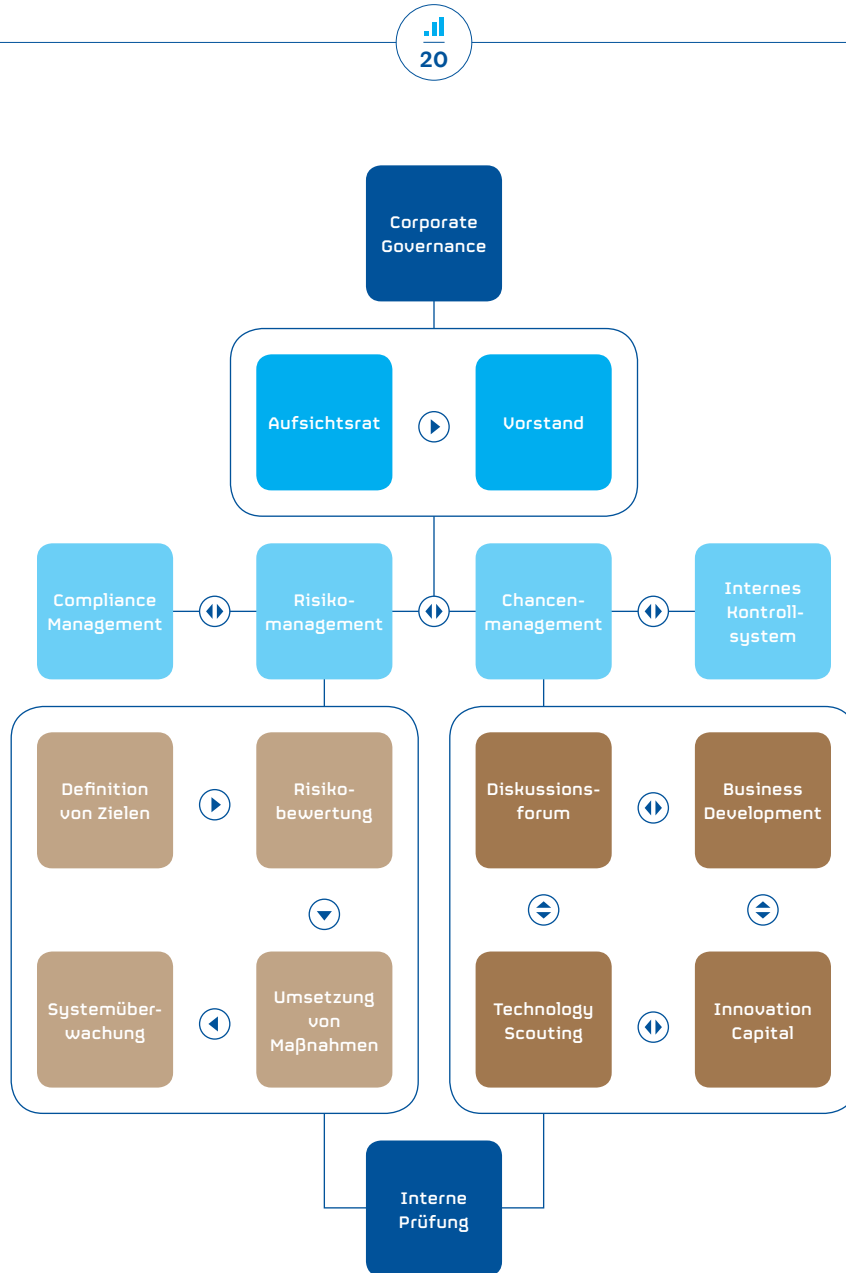 20
Corporate
Governance
Aufsichtsrat
Vorstand
Compliance
Management
Risiko-
management
Chancen-
management
Internes
Kontroll-
system
Definition
von Zielen
Risiko-
bewertung
Diskussions-
forum
Business
Development
Systemüber-
wachung
Umsetzung
von
Maßnahmen
Technology
Scouting
Innovation
Capital
Interne
Prüfung